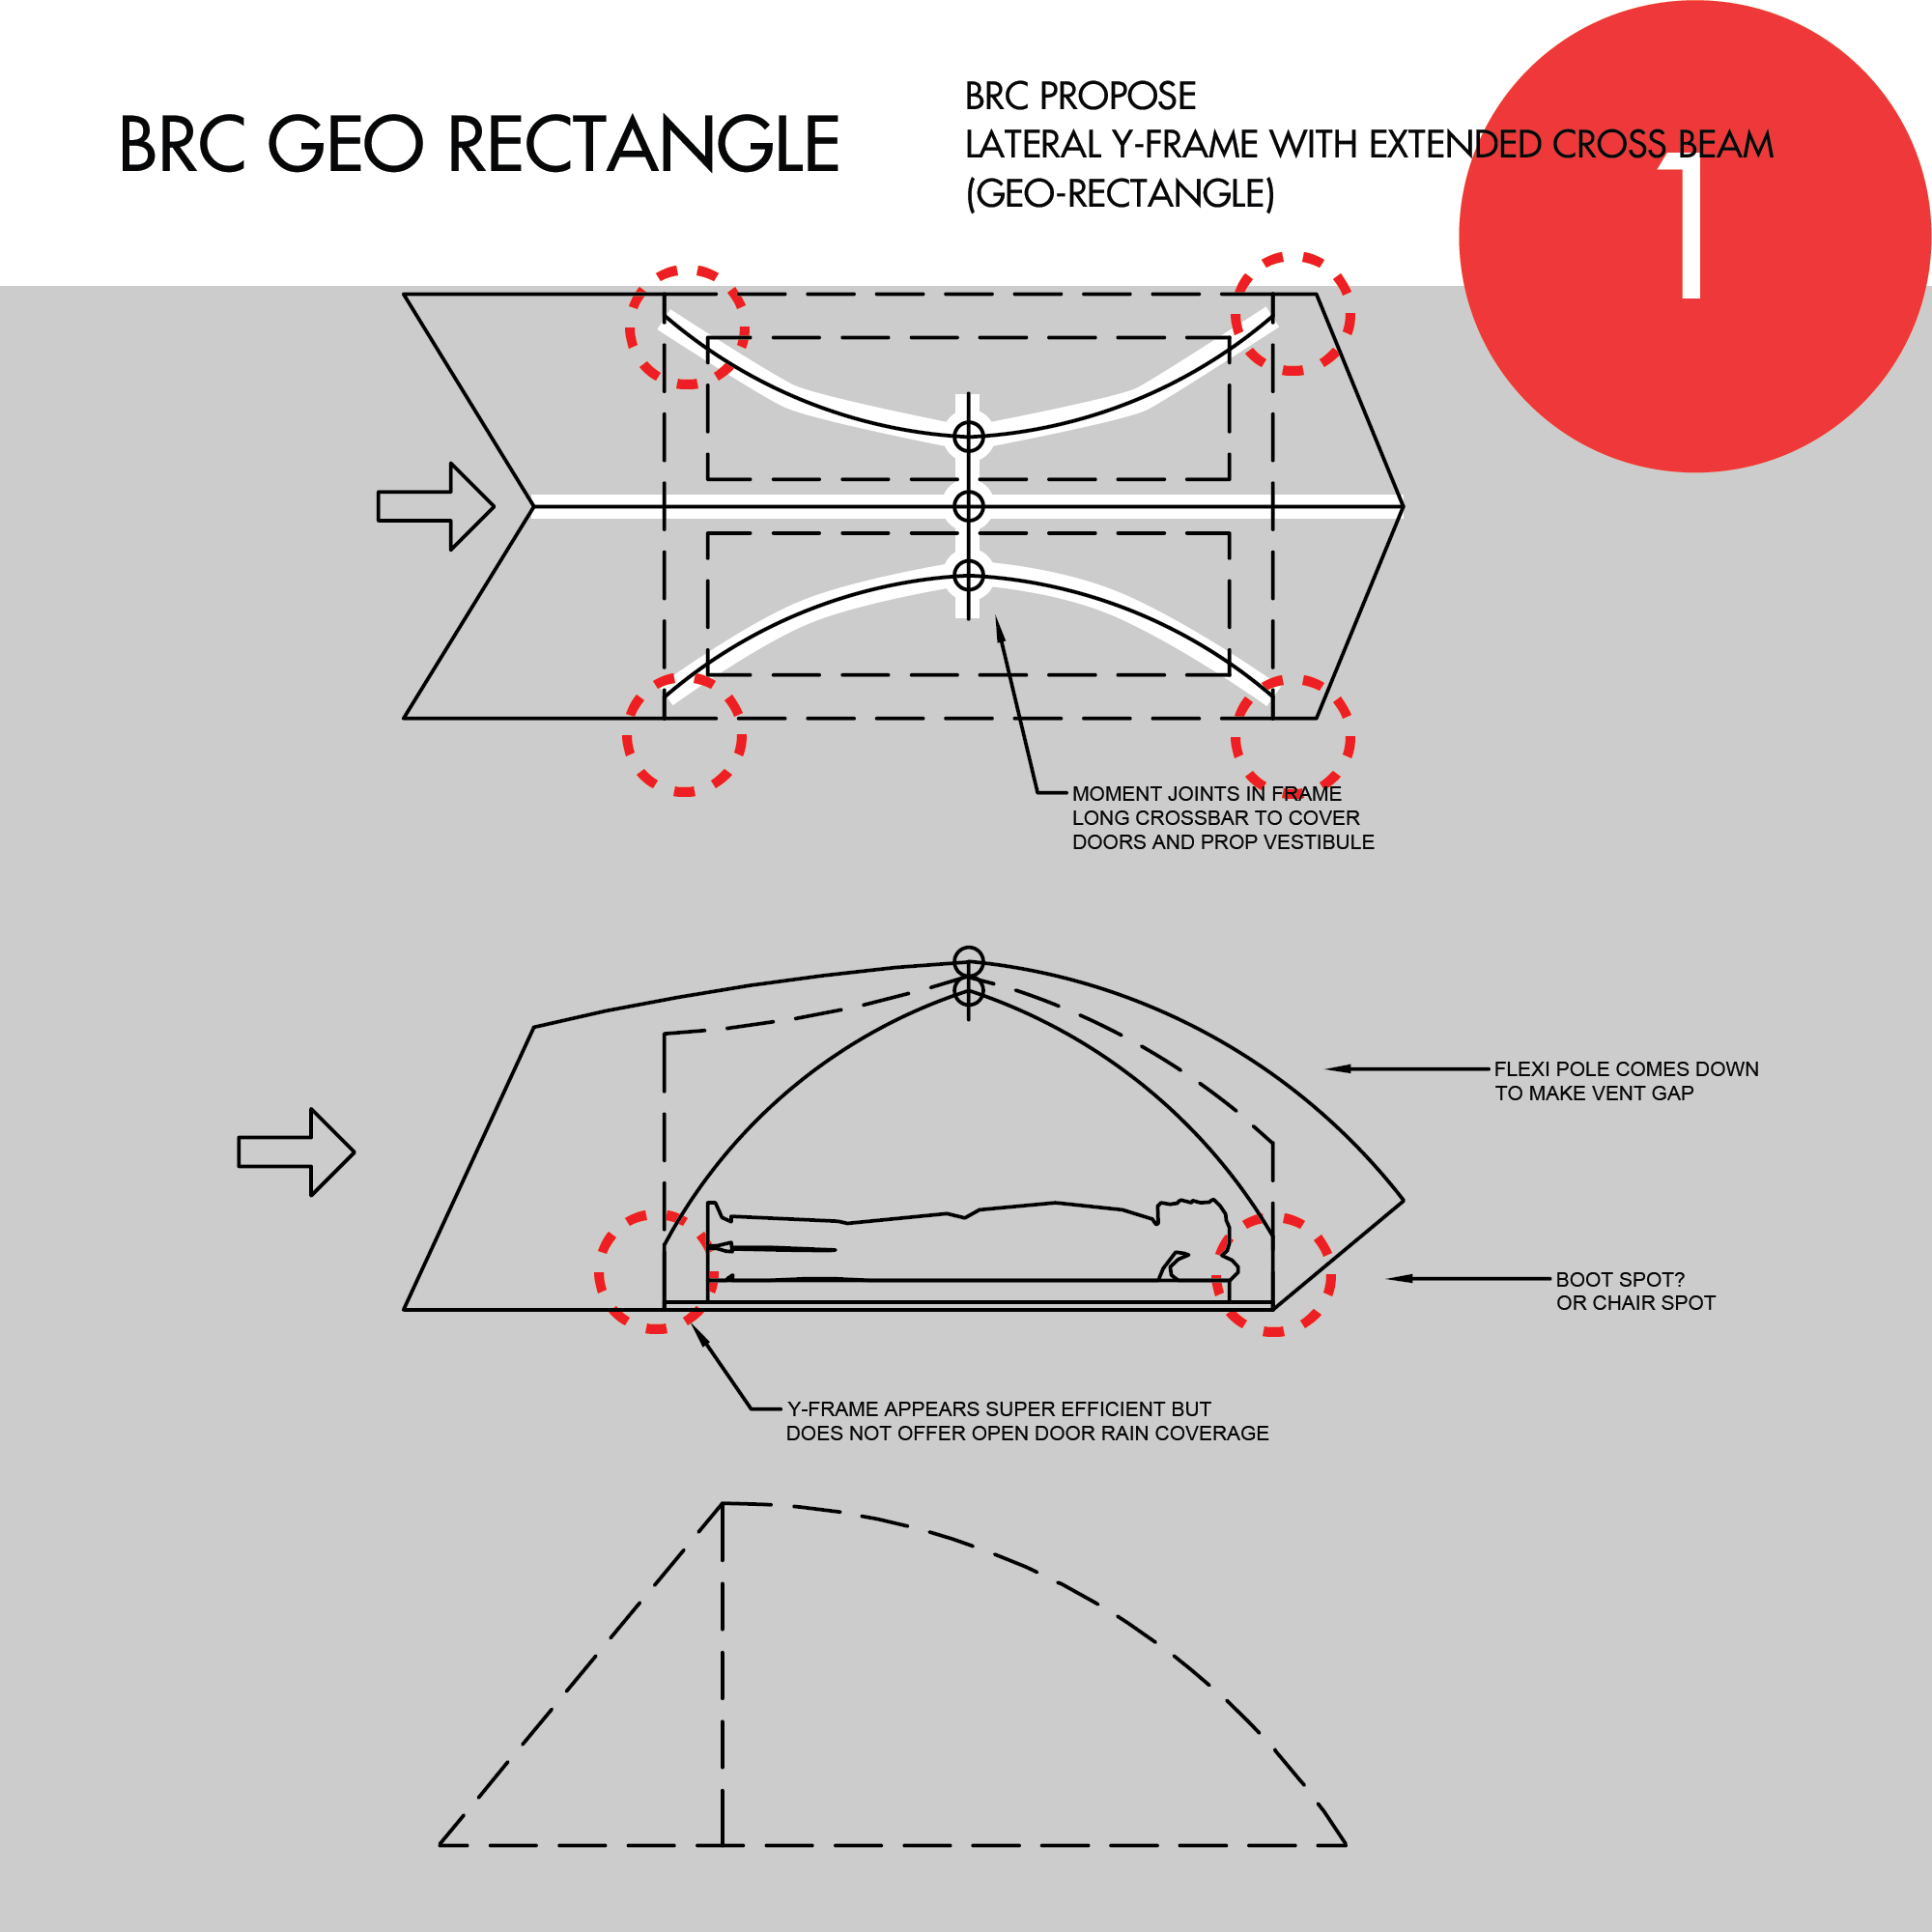 BRC GEO RECTANGLE
BRC PROPOSE
LATERAL Y-FRAME WITH EXTENDED CROSS BEAM
(GEO-RECTANGLE)
1
MOMENT JOINTS IN FRAME
LONG CROSSBAR TO COVER
DOORS AND PROP VESTIBULE
FLEXI POLE COMES DOWN
TO MAKE VENT GAP
BOOT SPOT?
OR CHAIR SPOT
Y-FRAME APPEARS SUPER EFFICIENT BUT
DOES NOT OFFER OPEN DOOR RAIN COVERAGE